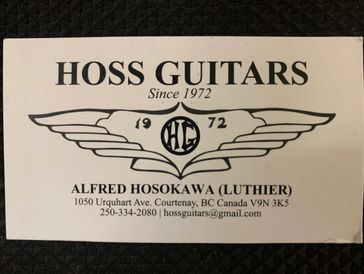 HOSS GUITARS
Since 1972
19 HG 72
ALFRED HOSOKAWA (LUTHIER)
1050 Urquhart Ave. Courtenay, BC Canada V9N 3K5
250-334-2080 | hossguitars@gmail.com